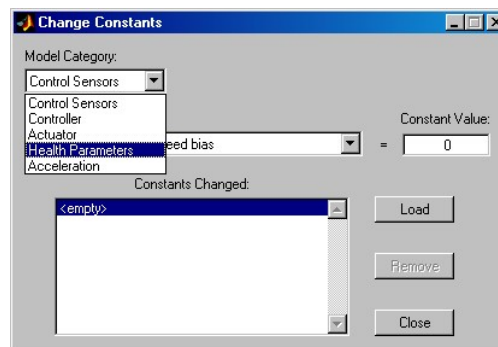 Change Constants
Model Category:
Control Sensors
Control Sensors
Controller
Actuator
Health Parameters
Acceleration
Constant Value:
bias
=
0
Constants Changed:
<empty>
Load
Remove
Close